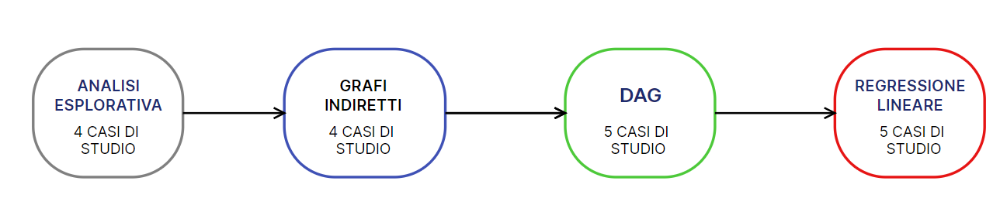 ANALISI
ESPLORATIVA
4 CASI DI
STUDIO
GRAFI
INDIRETTI
4 CASI DI
STUDIO
DAG
5 CASI DI
STUDIO
REGRESSIONE
LINEARE
5 CASI DI
STUDIO